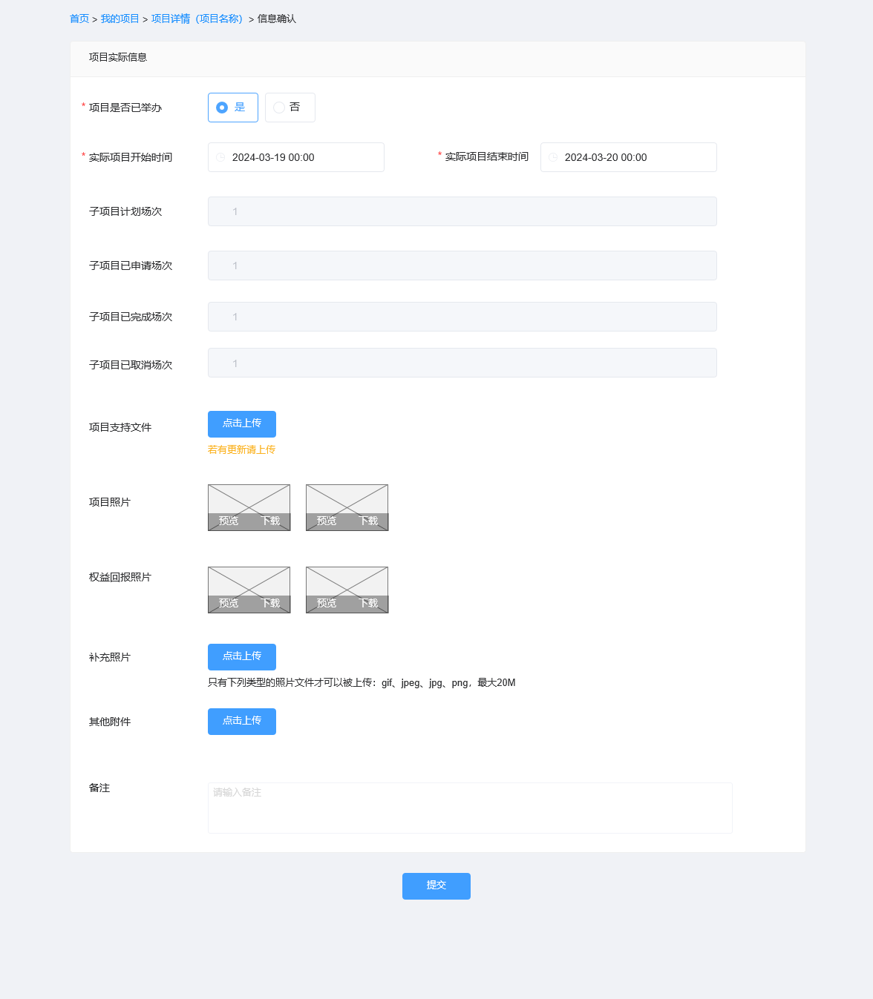 首页 > 我的项目 > 项目详情（项目名称） > 信息确认
项目实际信息
* 项目是否已举办 是 否
* 实际项目开始时间 2024-03-19 00:00 * 实际项目结束时间 2024-03-20 00:00
子项目计划场次 1
子项目已申请场次 1
子项目已完成场次 1
子项目已取消场次 1
项目支持文件 点击上传
若有更新请上传
项目照片 预览 下载 预览 下载
权益回报照片 预览 下载 预览 下载
补充照片 点击上传
只有下列类型的照片文件才可以被上传：gif、jpeg、jpg、png，最大20M
其他附件 点击上传
备注 请输入备注
提交